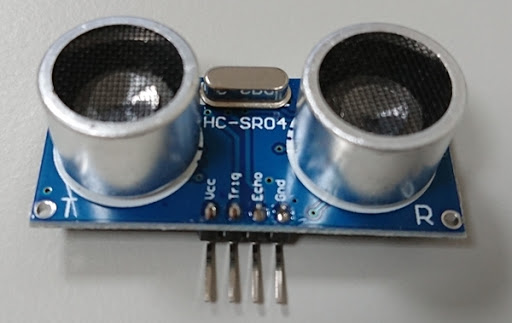 HC-SR04
Vcc
Trig
Echo
Gnd
T
R